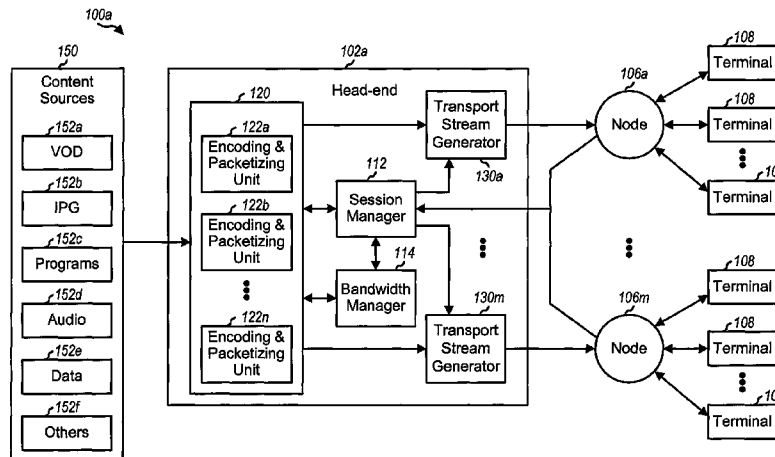 100a
150
Content
Sources
152a
VOD
152b
IPG
152c
Programs
152d
Audio
152e
Data
152f
Others
102a
Head-end
120
122a
Encoding &
Packetizing
Unit
122b
Encoding &
Packetizing
Unit
122n
Encoding &
Packetizing
Unit
112
Session
Manager
114
Bandwidth
Manager
Transport
Stream
Generator
130a
130m
Transport
Stream
Generator
106a
Node
106m
Node
108
Terminal
108
Terminal
10
Terminal
108
Terminal
108
Terminal
10
Terminal